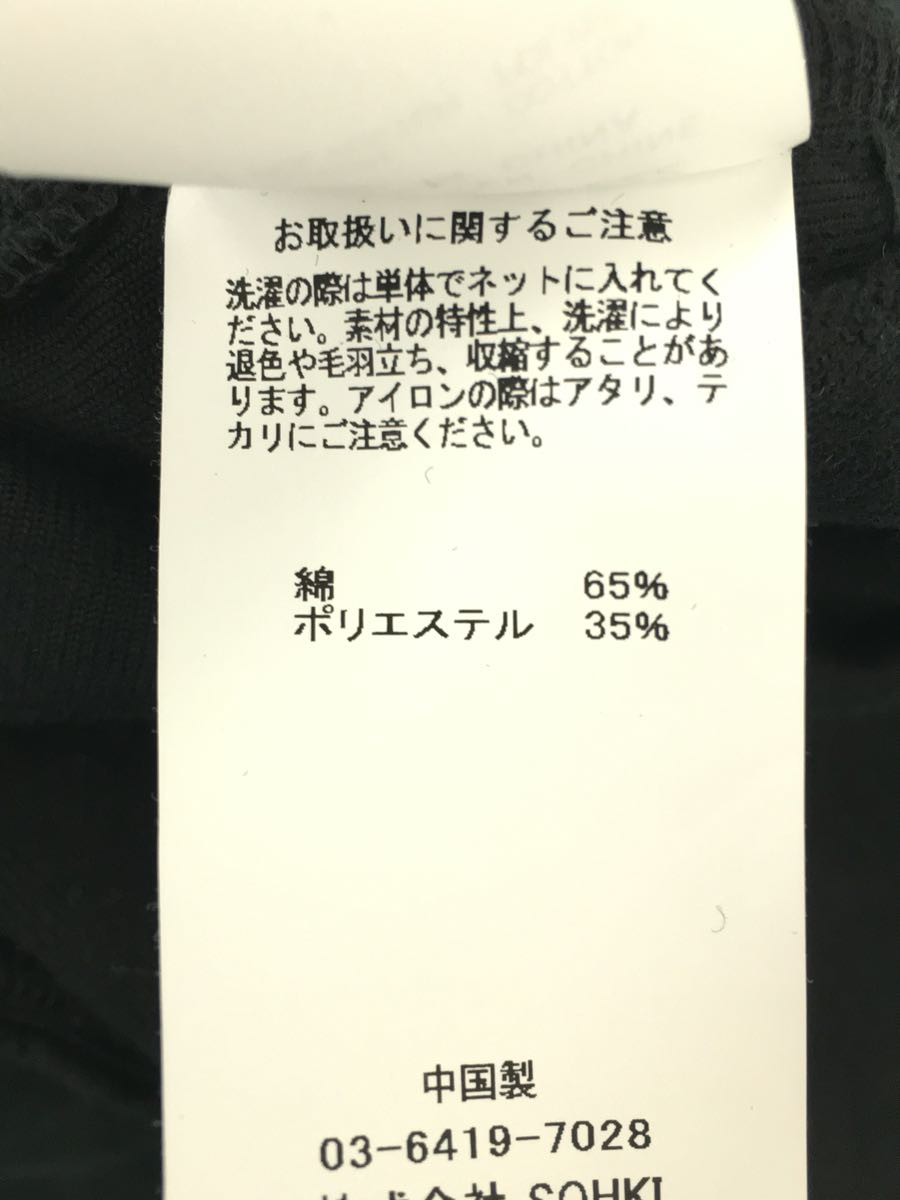 お取扱いに関するご注意
洗濯の際は単体でネットに入れてく
ださい。素材の特性上、洗濯により
退色や毛羽立ち、収縮することがあ
ります。アイロンの際はアタリ、テ
カリにご注意ください。
綿 65%
ポリエステル 35%
中国製
03-6419-7028
株式会社 SOHKI